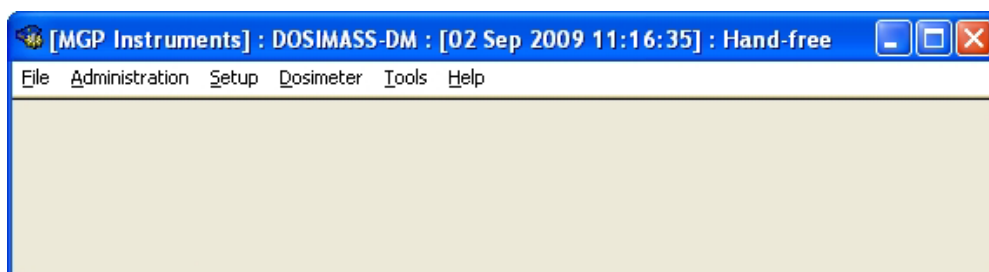 [MGP Instruments] : DOSIMASS-DM : [02 Sep 2009 11:16:35] : Hand-free
File Administration Setup Dosimeter Tools Help